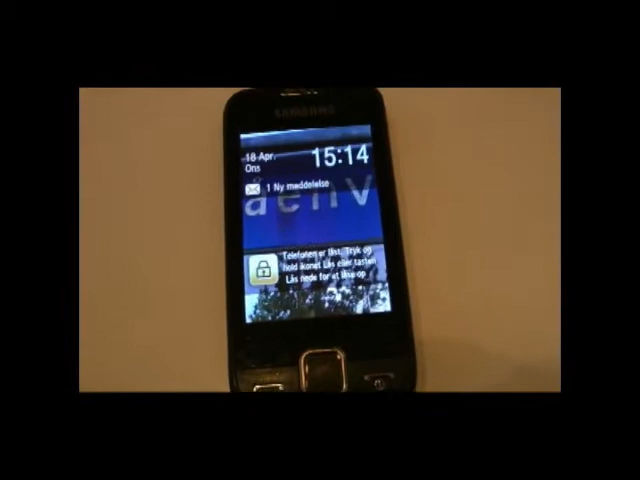 SAMSUNG
18 Apr.
15:14
Ons
1 Ny meddelelse
Telefonen er låst. Tryk og
hold ikonet Lås eller tasten
Lås nede for at låse op